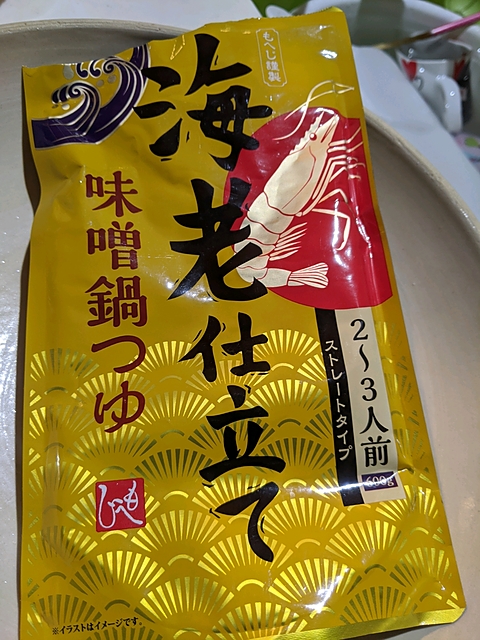 もへじ謹製
海老仕立て
味噌鍋つゆ
2〜3人前
600g
ストレートタイプ
もへじ
※イラストはイメージです。